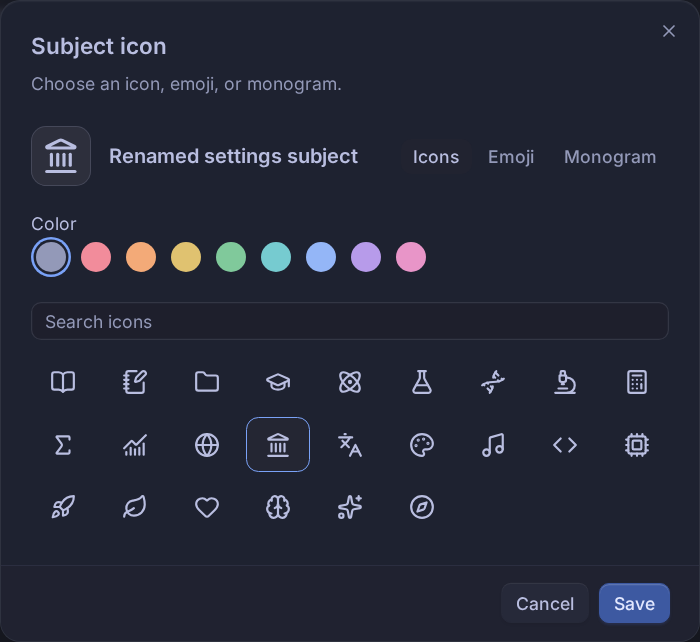 Subject icon
Choose an icon, emoji, or monogram.
Renamed settings subject
Icons Emoji Monogram
Color
Search icons
Cancel Save